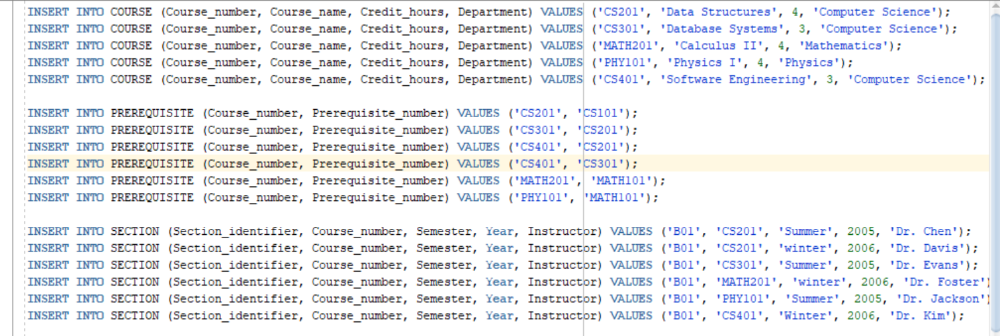 INSERT INTO COURSE (Course_number, Course_name, Credit_hours, Department) VALUES ('CS201', 'Data Structures', 4, 'Computer Science');
INSERT INTO COURSE (Course_number, Course_name, Credit_hours, Department) VALUES ('CS301', 'Database Systems', 3, 'Computer Science');
INSERT INTO COURSE (Course_number, Course_name, Credit_hours, Department) VALUES ('MATH201', 'Calculus II', 4, 'Mathematics');
INSERT INTO COURSE (Course_number, Course_name, Credit_hours, Department) VALUES ('PHY101', 'Physics I', 4, 'Physics');
INSERT INTO COURSE (Course_number, Course_name, Credit_hours, Department) VALUES ('CS401', 'Software Engineering', 3, 'Computer Science');
INSERT INTO PREREQUISITE (Course_number, Prerequisite_number) VALUES ('CS201', 'CS101');
INSERT INTO PREREQUISITE (Course_number, Prerequisite_number) VALUES ('CS301', 'CS201');
INSERT INTO PREREQUISITE (Course_number, Prerequisite_number) VALUES ('CS401', 'CS201');
INSERT INTO PREREQUISITE (Course_number, Prerequisite_number) VALUES ('CS401', 'CS301');
INSERT INTO PREREQUISITE (Course_number, Prerequisite_number) VALUES ('MATH201', 'MATH101');
INSERT INTO PREREQUISITE (Course_number, Prerequisite_number) VALUES ('PHY101', 'MATH101');
INSERT INTO SECTION (Section_identifier, Course_number, Semester, Year, Instructor) VALUES ('B01', 'CS201', 'Summer', 2005, 'Dr. Chen');
INSERT INTO SECTION (Section_identifier, Course_number, Semester, Year, Instructor) VALUES ('B01', 'CS201', 'winter', 2006, 'Dr. Davis');
INSERT INTO SECTION (Section_identifier, Course_number, Semester, Year, Instructor) VALUES ('B01', 'CS301', 'Summer', 2005, 'Dr. Evans');
INSERT INTO SECTION (Section_identifier, Course_number, Semester, Year, Instructor) VALUES ('B01', 'MATH201', 'winter', 2006, 'Dr. Foster')
INSERT INTO SECTION (Section_identifier, Course_number, Semester, Year, Instructor) VALUES ('B01', 'PHY101', 'Summer', 2005, 'Dr. Jackson')
INSERT INTO SECTION (Section_identifier, Course_number, Semester, Year, Instructor) VALUES ('B01', 'CS401', 'Winter', 2006, 'Dr. Kim');